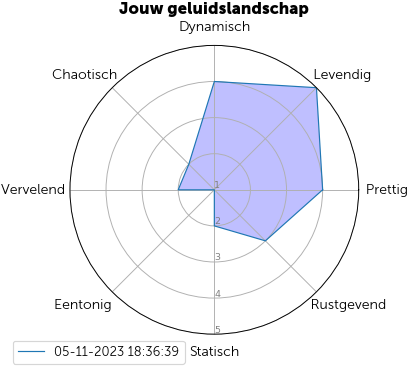 Jouw geluidslandschap
Dynamisch
Chaotisch
Levendig
Vervelend
1
Prettig
2
3
4
Eentonig
Rustgevend
5
05-11-2023 18:36:39
Statisch